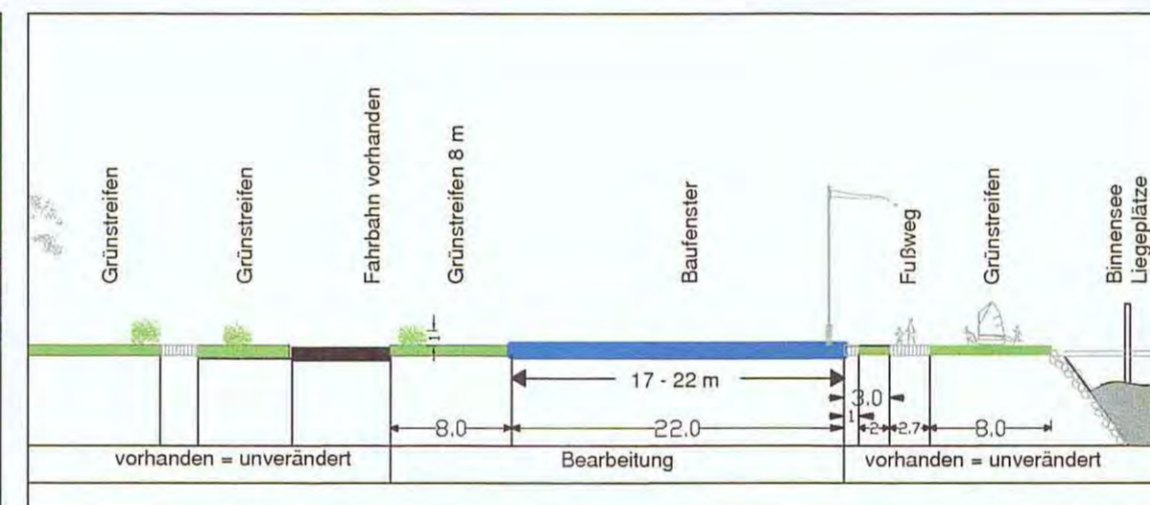 Grünstreifen
Grünstreifen
Fahrbahn vorhanden
Grünstreifen 8 m
Baufenster
Fußweg
Grünstreifen
Binnensee
Liegeplätze
1
17 - 22 m
3.0
1
8.0
22.0
2
2.7
8.0
vorhanden = unverändert
Bearbeitung
vorhanden = unverändert